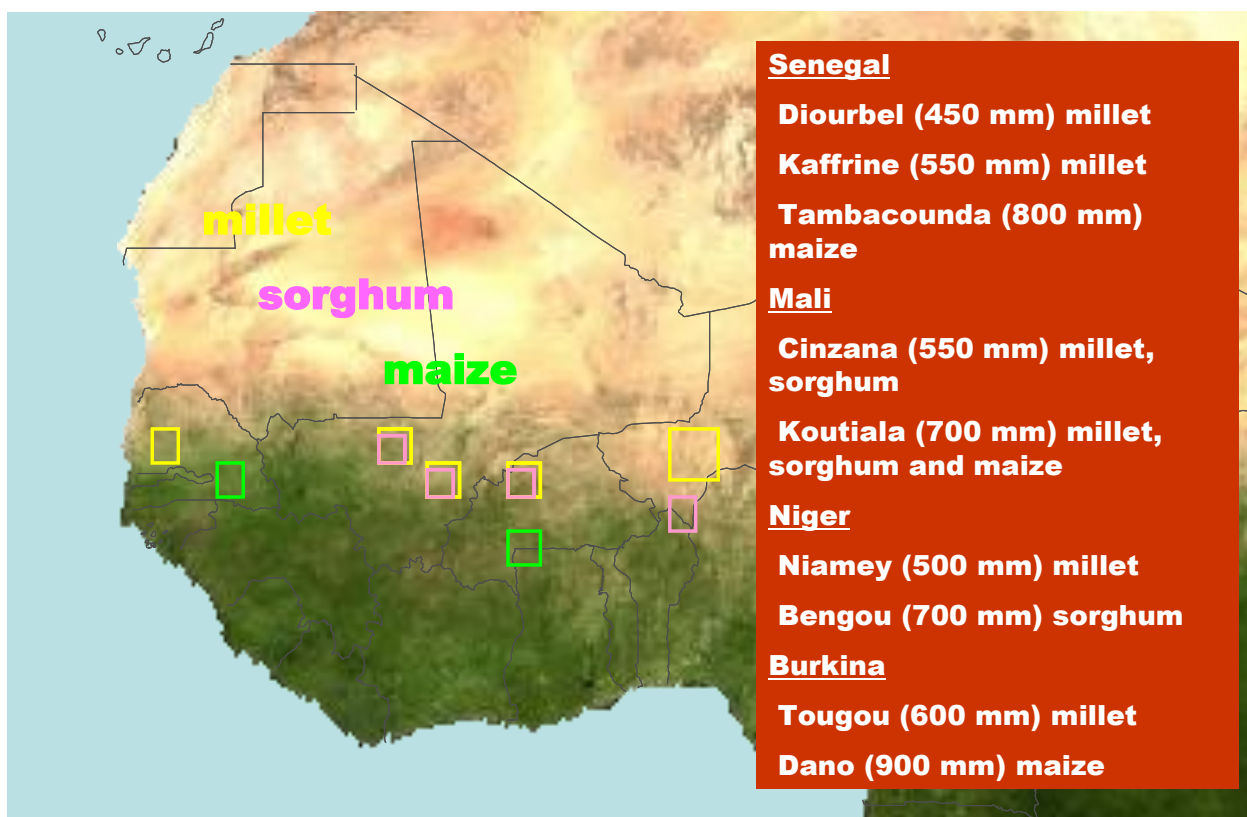 millet
sorghum
maize
Senegal
Diourbel (450 mm) millet
Kaffrine (550 mm) millet
Tambacounda (800 mm)
maize
Mali
Cinzana (550 mm) millet,
sorghum
Koutiala (700 mm) millet,
sorghum and maize
Niger
Niamey (500 mm) millet
Bengou (700 mm) sorghum
Burkina
Tougou (600 mm) millet
Dano (900 mm) maize